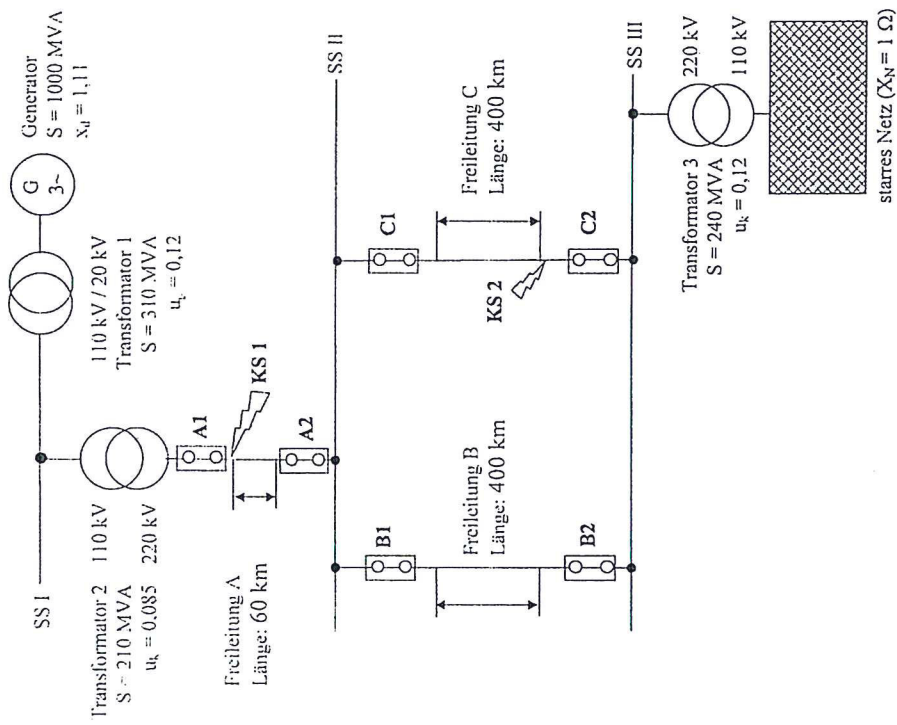 Generator
S = 1000 MVA
x_d = 1,11
G
3~
110 kV / 20 kV
Transformator 1
S = 310 MVA
u_k = 0,12
SS I
Transformator 2
S = 210 MVA
u_k = 0.085
110 kV
220 kV
A1
KS 1
Freileitung A
Länge: 60 km
A2
SS II
B1
C1
Freileitung B
Länge: 400 km
Freileitung C
Länge: 400 km
KS 2
B2
C2
SS III
Transformator 3
S = 240 MVA
u_k = 0,12
220 kV
110 kV
starres Netz (X_N = 1 Ω)